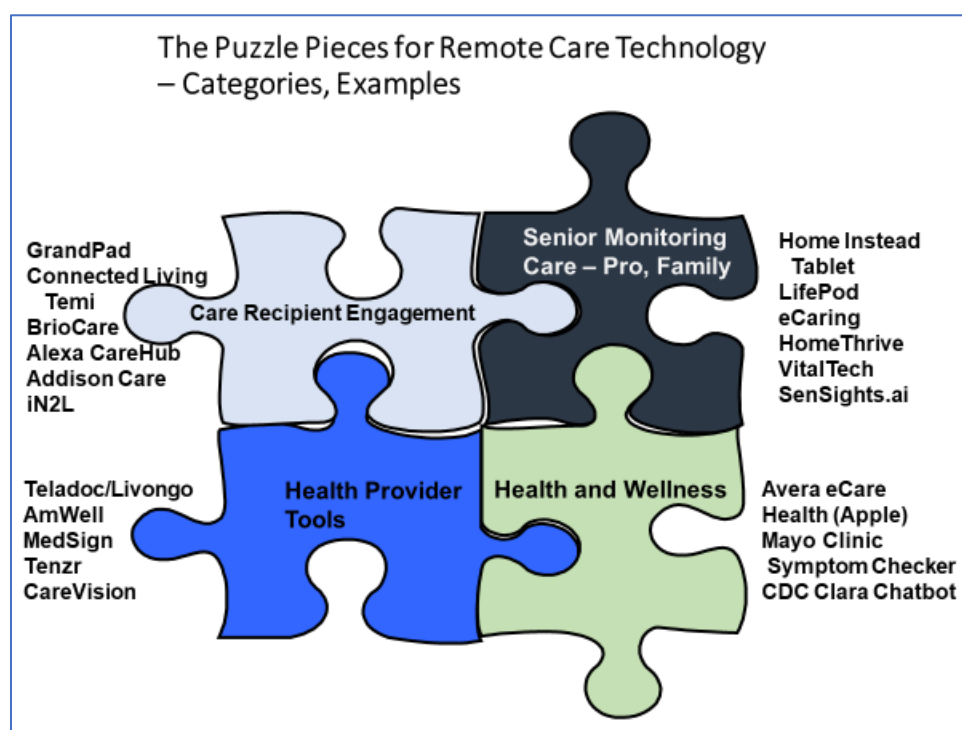 The Puzzle Pieces for Remote Care Technology
– Categories, Examples
GrandPad
Connected Living
Temi
BrioCare
Alexa CareHub
Addison Care
iN2L
Care Recipient Engagement
Senior Monitoring
Care – Pro, Family
Home Instead
Tablet
LifePod
eCaring
HomeThrive
VitalTech
SenSights.ai
Teladoc/Livongo
AmWell
MedSign
Tenzr
CareVision
Health Provider
Tools
Health and Wellness
Avera eCare
Health (Apple)
Mayo Clinic
Symptom Checker
CDC Clara Chatbot